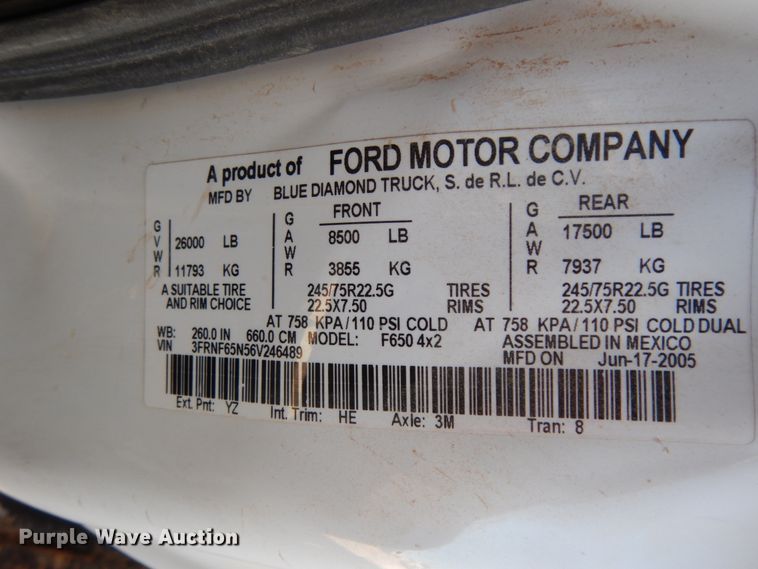 A product of FORD MOTOR COMPANY
MFD BY BLUE DIAMOND TRUCK, S. de R.L. de C.V.
GVWR 26000 LB
11793 KG
FRONT GAWR 8500 LB
3855 KG
REAR GAWR 17500 LB
7937 KG
A SUITABLE TIRE AND RIM CHOICE
245/75R22.5G TIRES 245/75R22.5G TIRES
22.5X7.50 RIMS 22.5X7.50 RIMS
AT 758 KPA/110 PSI COLD AT 758 KPA/110 PSI COLD DUAL
WB: 260.0 IN 660.0 CM MODEL: F650 4x2 ASSEMBLED IN MEXICO
VIN 3FRNF65N56V246489 MFD ON Jun-17-2005
Ext. Pnt: YZ Int. Trim: HE Axle: 3M Tran: 8
Purple Wave Auction